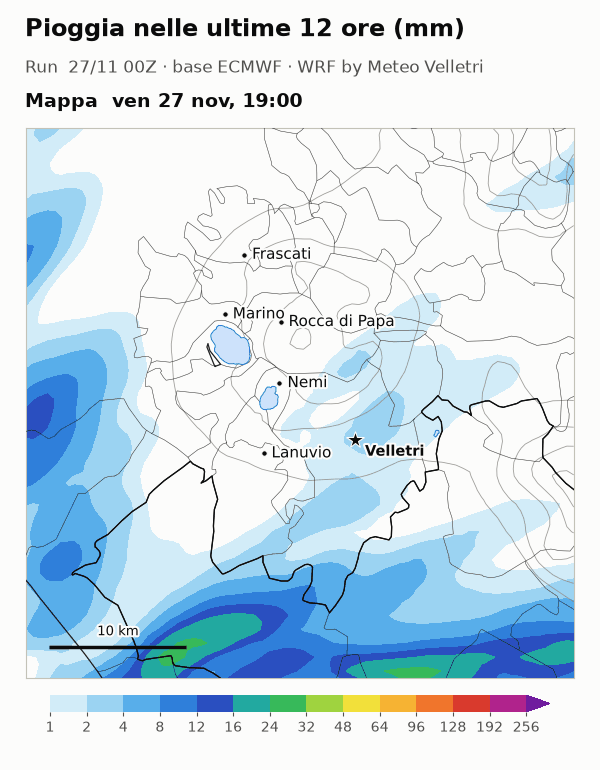 Pioggia nelle ultime 12 ore (mm)
Run  27/11 00Z · base ECMWF · WRF by Meteo Velletri
Mappa  ven 27 nov, 19:00
Frascati
Marino
Rocca di Papa
Nemi
Velletri
Lanuvio
10 km
1 2 4 8 12 16 24 32 42 48 64 96 128 192 256